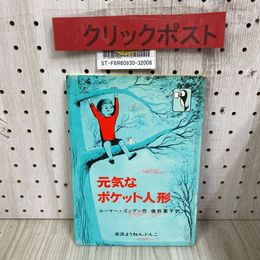 クリックポスト
ST-F6R60930-32008
元気な
ポケット人形
ルーマー・ゴッデン作 猪熊葉子訳
岩波ようねんぶんこ